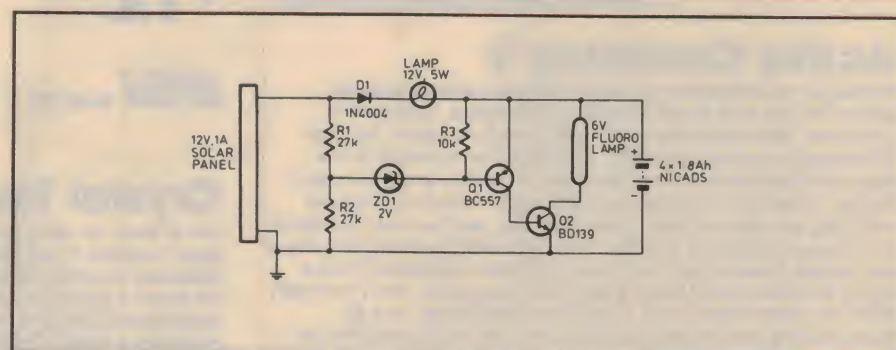 LAMP
12V, 5W
D1
1N4004
12V,1A
SOLAR
PANEL
R1
27k
R3
10k
6V
FLUORO
LAMP
+
4×1·8Ah
NICADS
-
ZD1
2V
Q1
BC557
R2
27k
Q2
BD139